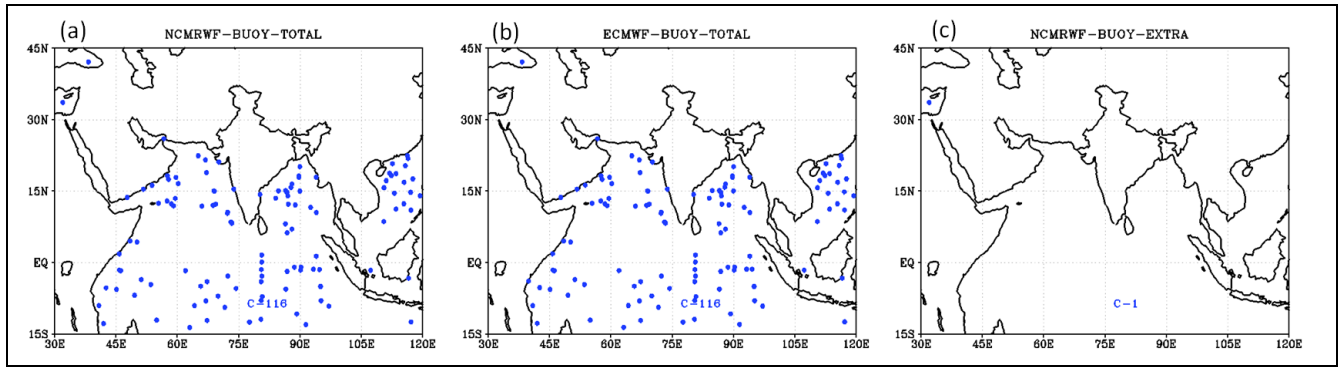 (a)
NCMRWF-BUOY-TOTAL
45N
30N
15N
EQ
15S
30E 45E 60E 75E 90E 105E 120E
C-116
(b)
ECMWF-BUOY-TOTAL
45N
30N
15N
EQ
15S
30E 45E 60E 75E 90E 105E 120E
C-116
(c)
NCMRWF-BUOY-EXTRA
45N
30N
15N
EQ
15S
30E 45E 60E 75E 90E 105E 120E
C-1